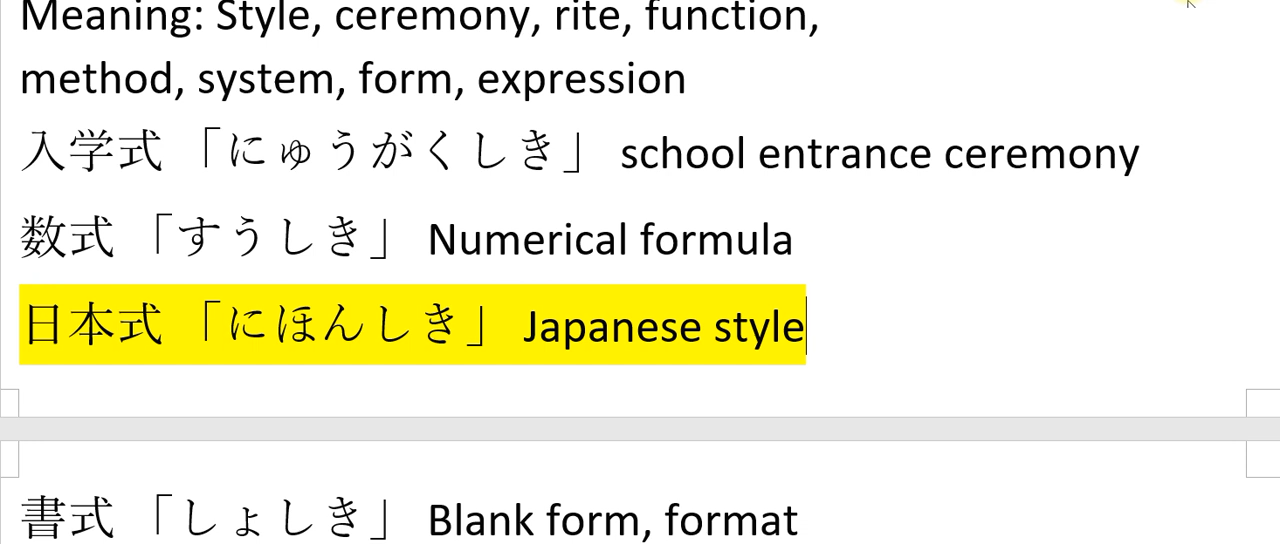 Meaning: Style, ceremony, rite, function,
method, system, form, expression
入学式 「にゅうがくしき」 school entrance ceremony
数式 「すうしき」 Numerical formula
日本式 「にほんしき」 Japanese style
書式 「しょしき」 Blank form, format